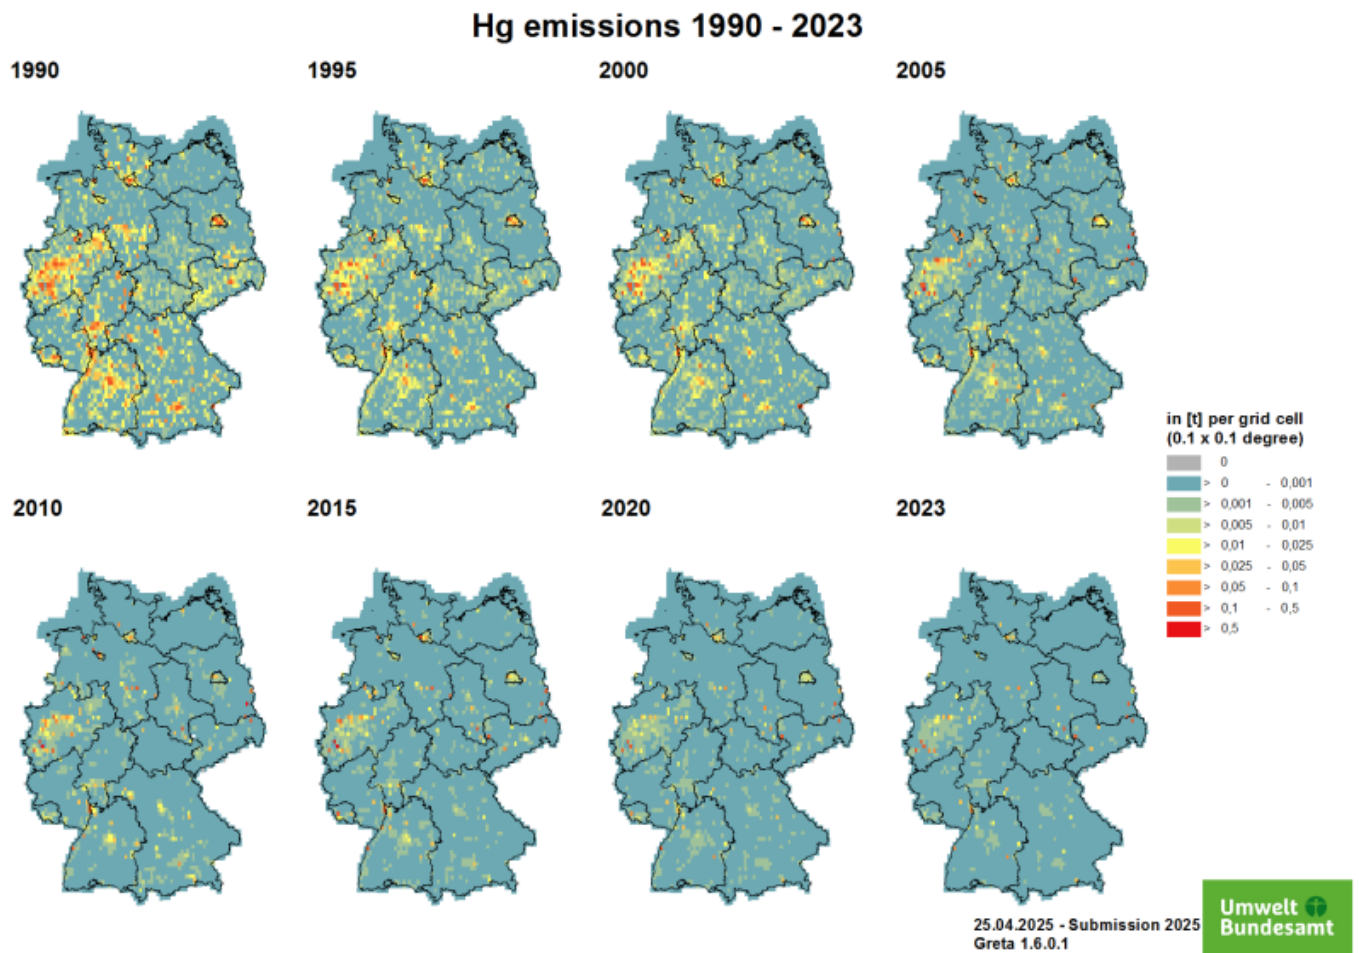 Hg emissions 1990 - 2023
1990
1995
2000
2005
in [t] per grid cell
(0.1 x 0.1 degree)
0
> 0 - 0,001
> 0,001 - 0,005
> 0,005 - 0,01
> 0,01 - 0,025
> 0,025 - 0,05
> 0,05 - 0,1
> 0,1 - 0,5
> 0,5
2010
2015
2020
2023
25.04.2025 - Submission 2025
Greta 1.6.0.1
Umwelt
Bundesamt